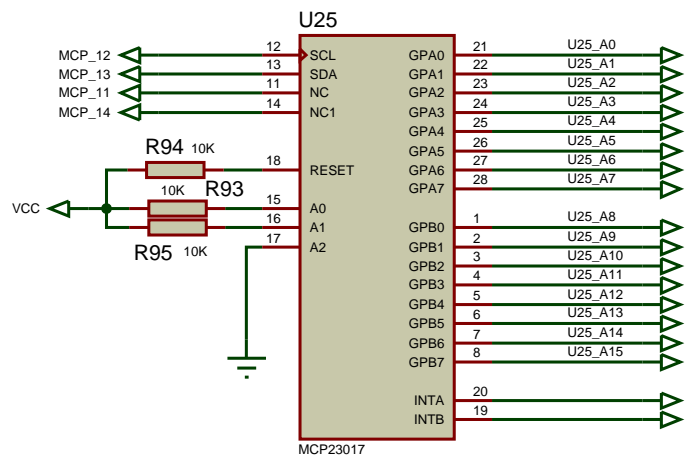 U25
MCP_12 12 SCL GPA0 21 U25_A0
MCP_13 13 SDA GPA1 22 U25_A1
MCP_11 11 NC GPA2 23 U25_A2
MCP_14 14 NC1 GPA3 24 U25_A3
GPA4 25 U25_A4
R94 10K GPA5 26 U25_A5
18 RESET GPA6 27 U25_A6
10K R93 GPA7 28 U25_A7
VCC 15 A0
16 A1 GPB0 1 U25_A8
R95 10K 17 A2 GPB1 2 U25_A9
GPB2 3 U25_A10
GPB3 4 U25_A11
GPB4 5 U25_A12
GPB5 6 U25_A13
GPB6 7 U25_A14
GPB7 8 U25_A15
INTA 20
INTB 19
MCP23017